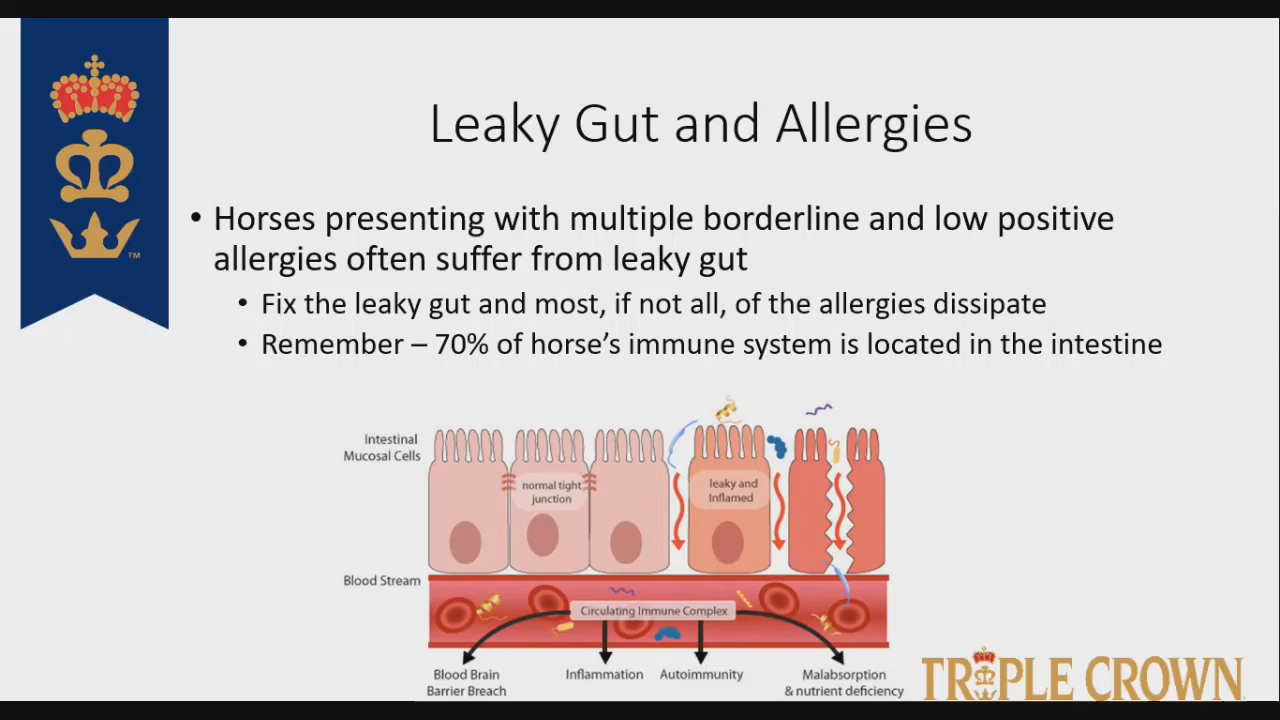 Leaky Gut and Allergies
• Horses presenting with multiple borderline and low positive
allergies often suffer from leaky gut
• Fix the leaky gut and most, if not all, of the allergies dissipate
• Remember – 70% of horse’s immune system is located in the intestine
Intestinal
Mucosal Cells
normal tight
junction
leaky and
Inflamed
Blood Stream
Circulating Immune Complex
Blood Brain
Barrier Breach
Inflammation
Autoimmunity
Malabsorption
& nutrient deficiency
TRIPLE CROWN
TM